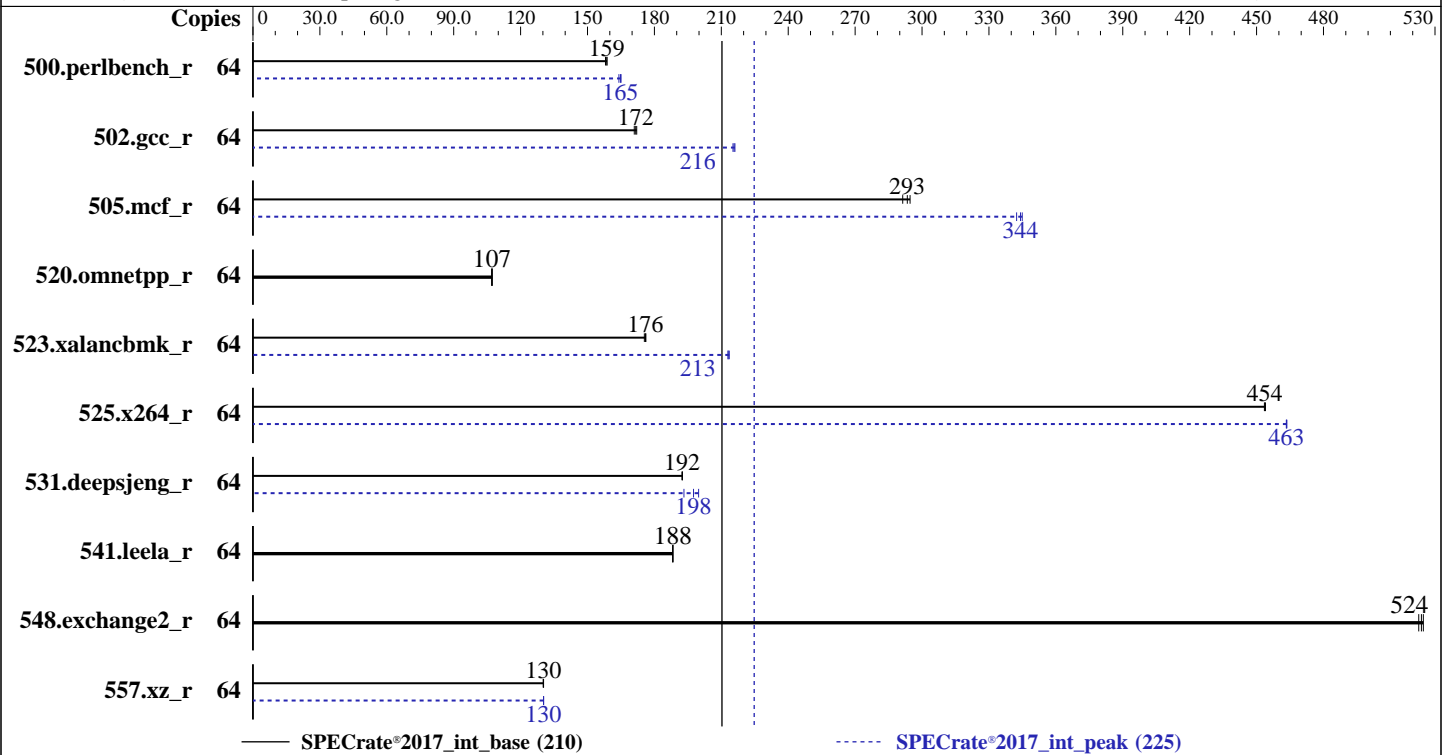 Copies 0 30.0 60.0 90.0 120 150 180 210 240 270 300 330 360 390 420 450 480 530
500.perlbench_r 64 159
165
502.gcc_r 64 172
216
505.mcf_r 64 293
344
520.omnetpp_r 64 107
523.xalancbmk_r 64 176
213
525.x264_r 64 454
463
531.deepsjeng_r 64 192
198
541.leela_r 64 188
548.exchange2_r 64 524
557.xz_r 64 130
130
SPECrate®2017_int_base (210) SPECrate®2017_int_peak (225)